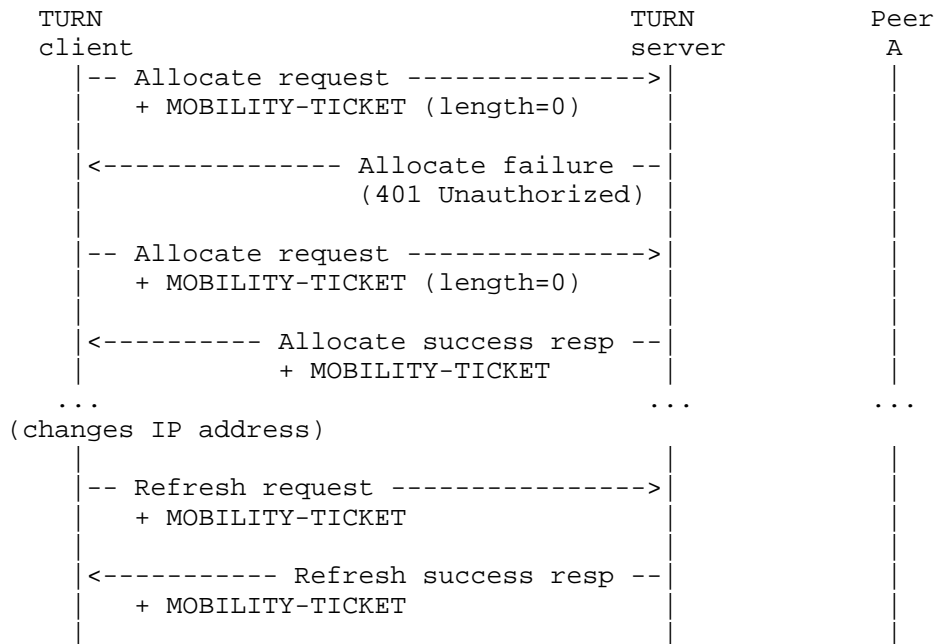 TURN                                 TURN          Peer
client                               server         A
  |-- Allocate request --------------->|             |
  |   + MOBILITY-TICKET (length=0)     |             |
  |                                    |             |
  |<--------------- Allocate failure --|             |
  |                 (401 Unauthorized) |             |
  |                                    |             |
  |-- Allocate request --------------->|             |
  |   + MOBILITY-TICKET (length=0)     |             |
  |                                    |             |
  |<---------- Allocate success resp --|             |
  |            + MOBILITY-TICKET       |             |
 ...                                  ...           ...
(changes IP address)
  |                                    |             |
  |-- Refresh request ---------------->|             |
  |   + MOBILITY-TICKET                |             |
  |                                    |             |
  |<----------- Refresh success resp --|             |
  |   + MOBILITY-TICKET                |             |
  |                                    |             |